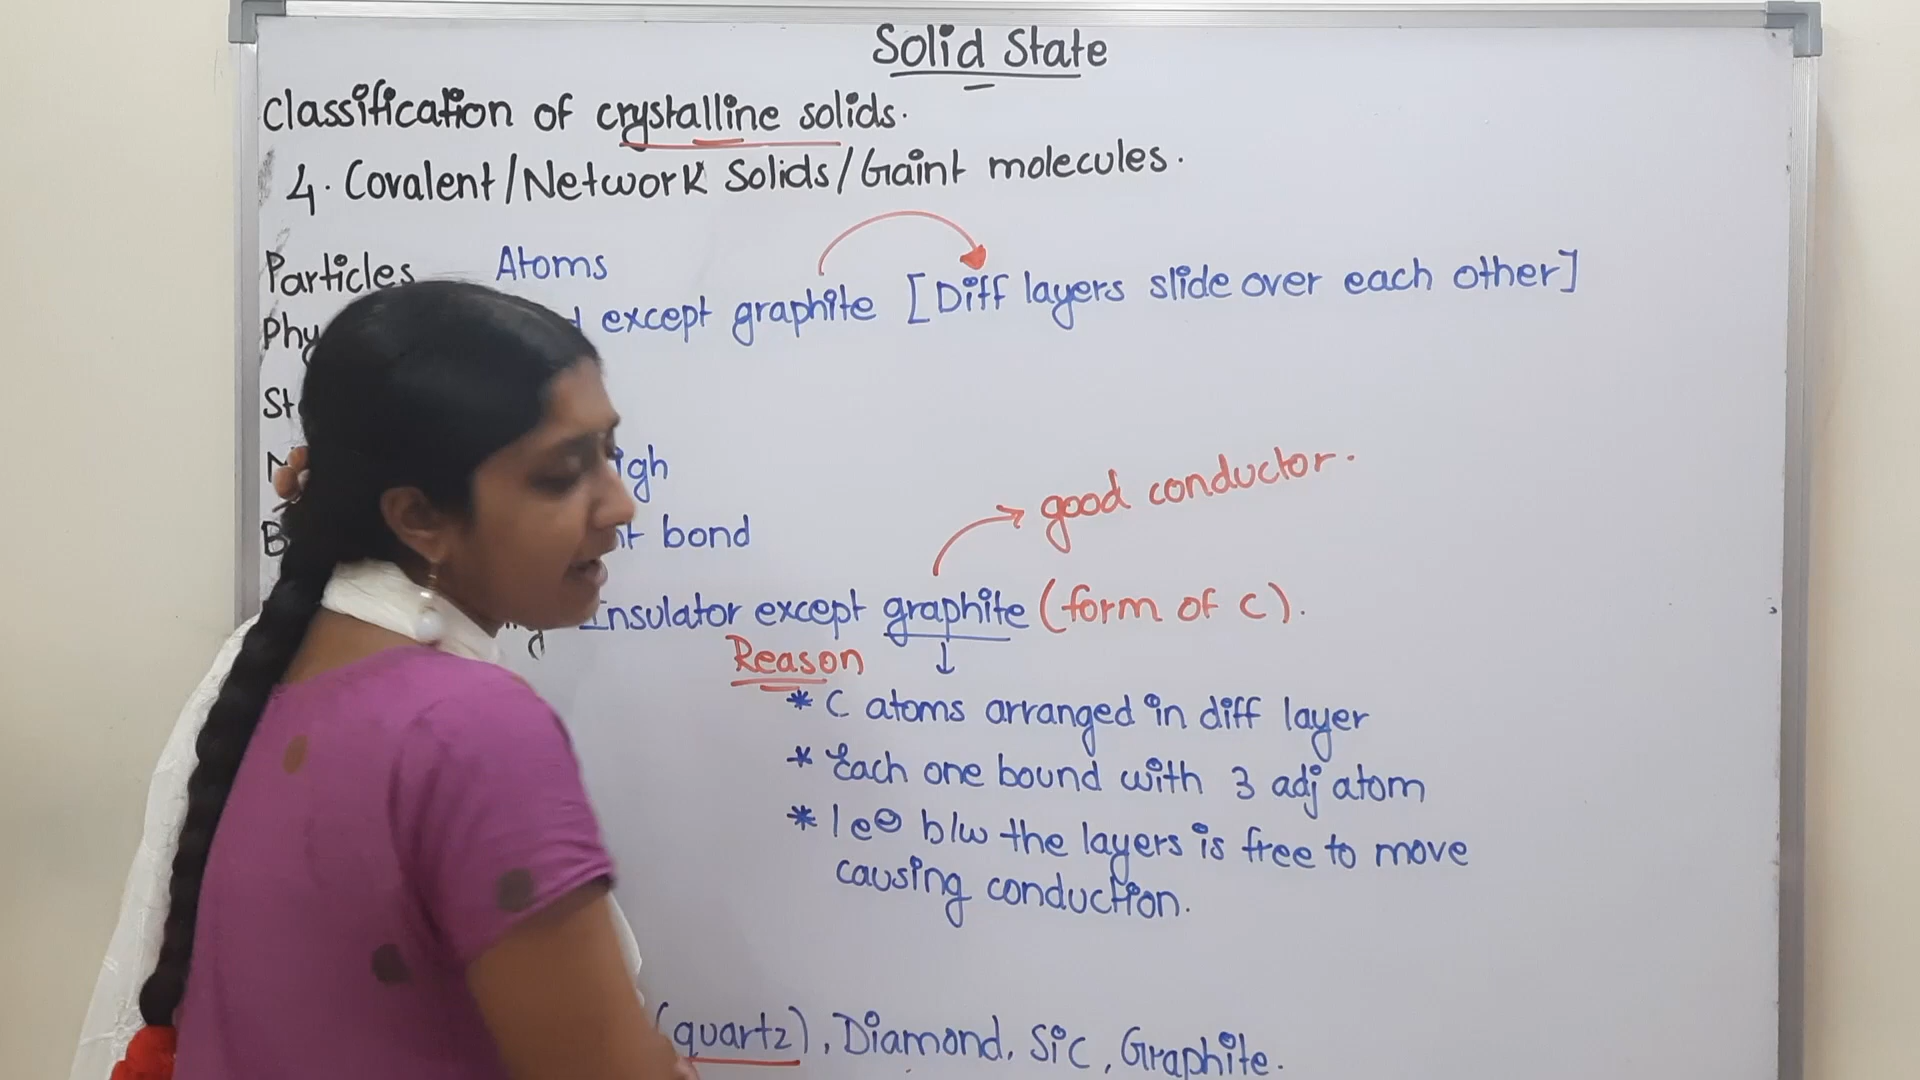 Solid State
Classification of crystalline solids.
4. Covalent/Network Solids/Gaint molecules.
Particles Atoms
Phy except graphite [Diff layers slide over each other]
St
igh
good conductor.
B nt bond
Insulator except graphite (form of C).
Reason ↓
* C atoms arranged in diff layer
* Each one bound with 3 adj atom
* 1 e⊖ b/w the layers is free to move
causing conduction.
(quartz), Diamond, SiC, Graphite.